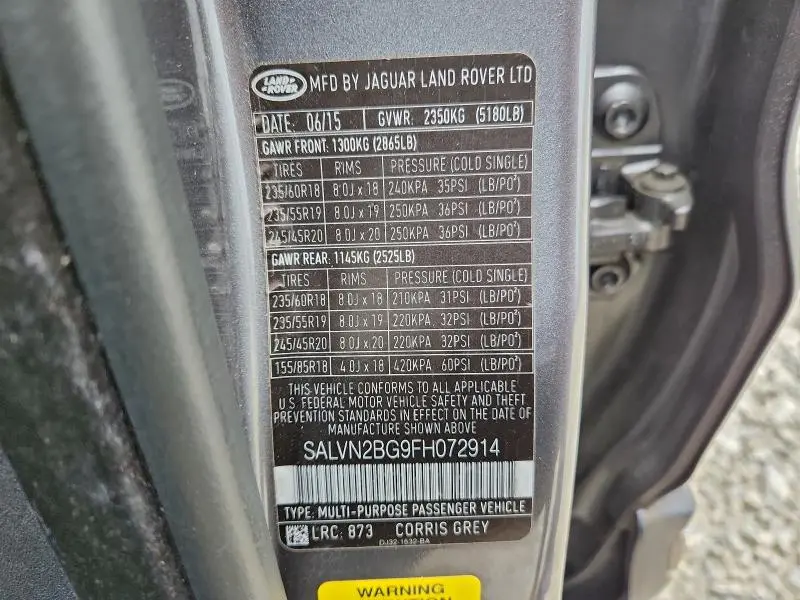 LAND ROVER MFD BY JAGUAR LAND ROVER LTD
DATE: 06/15 GVWR: 2350KG (5180LB)
GAWR FRONT: 1300KG (2865LB)
TIRES RIMS PRESSURE (COLD SINGLE)
235/60R18 8.0J x 18 240KPA 35PSI (LB/PO²)
235/55R19 8.0J x 19 250KPA 36PSI (LB/PO²)
245/45R20 8.0J x 20 250KPA 36PSI (LB/PO²)
GAWR REAR: 1145KG (2525LB)
TIRES RIMS PRESSURE (COLD SINGLE)
235/60R18 8.0J x 18 210KPA 31PSI (LB/PO²)
235/55R19 8.0J x 19 220KPA 32PSI (LB/PO²)
245/45R20 8.0J x 20 220KPA 32PSI (LB/PO²)
155/85R18 4.0J x 18 420KPA 60PSI (LB/PO²)
THIS VEHICLE CONFORMS TO ALL APPLICABLE
U.S. FEDERAL MOTOR VEHICLE SAFETY AND THEFT
PREVENTION STANDARDS IN EFFECT ON THE DATE OF
MANUFACTURE SHOWN ABOVE
SALVN2BG9FH072914
TYPE: MULTI-PURPOSE PASSENGER VEHICLE
LRC: 873 CORRIS GREY
DJ32-1532-BA
WARNING